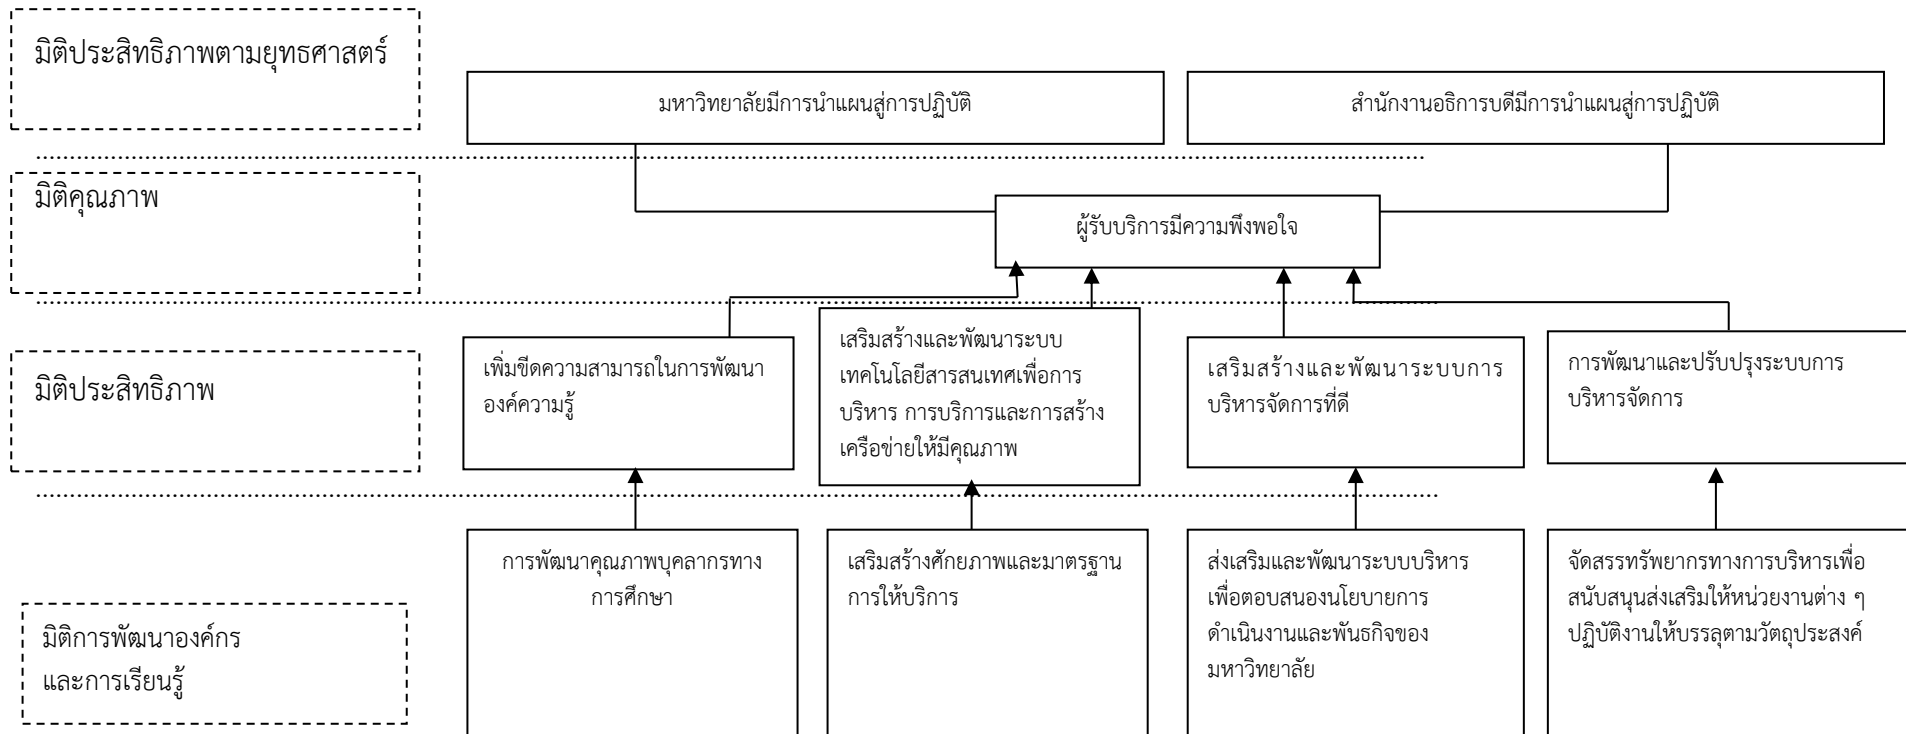 มิติประสิทธิภาพตามยุทธศาสตร์
มหาวิทยาลัยมีการนำแผนสู่การปฏิบัติ
สำนักงานอธิการบดีมีการนำแผนสู่การปฏิบัติ
มิติคุณภาพ
ผู้รับบริการมีความพึงพอใจ
มิติประสิทธิภาพ
เพิ่มขีดความสามารถในการพัฒนา
องค์ความรู้
เสริมสร้างและพัฒนาระบบ
เทคโนโลยีสารสนเทศเพื่อการ
บริหาร การบริการและการสร้าง
เครือข่ายให้มีคุณภาพ
เสริมสร้างและพัฒนาระบบการ
บริหารจัดการที่ดี
การพัฒนาและปรับปรุงระบบการ
บริหารจัดการ
มิติการพัฒนาองค์กร
และการเรียนรู้
การพัฒนาคุณภาพบุคลากรทาง
การศึกษา
เสริมสร้างศักยภาพและมาตรฐาน
การให้บริการ
ส่งเสริมและพัฒนาระบบบริหาร
เพื่อตอบสนองนโยบายการ
ดำเนินงานและพันธกิจของ
มหาวิทยาลัย
จัดสรรทรัพยากรทางการบริหารเพื่อ
สนับสนุนส่งเสริมให้หน่วยงานต่าง ๆ
ปฏิบัติงานให้บรรลุตามวัตถุประสงค์